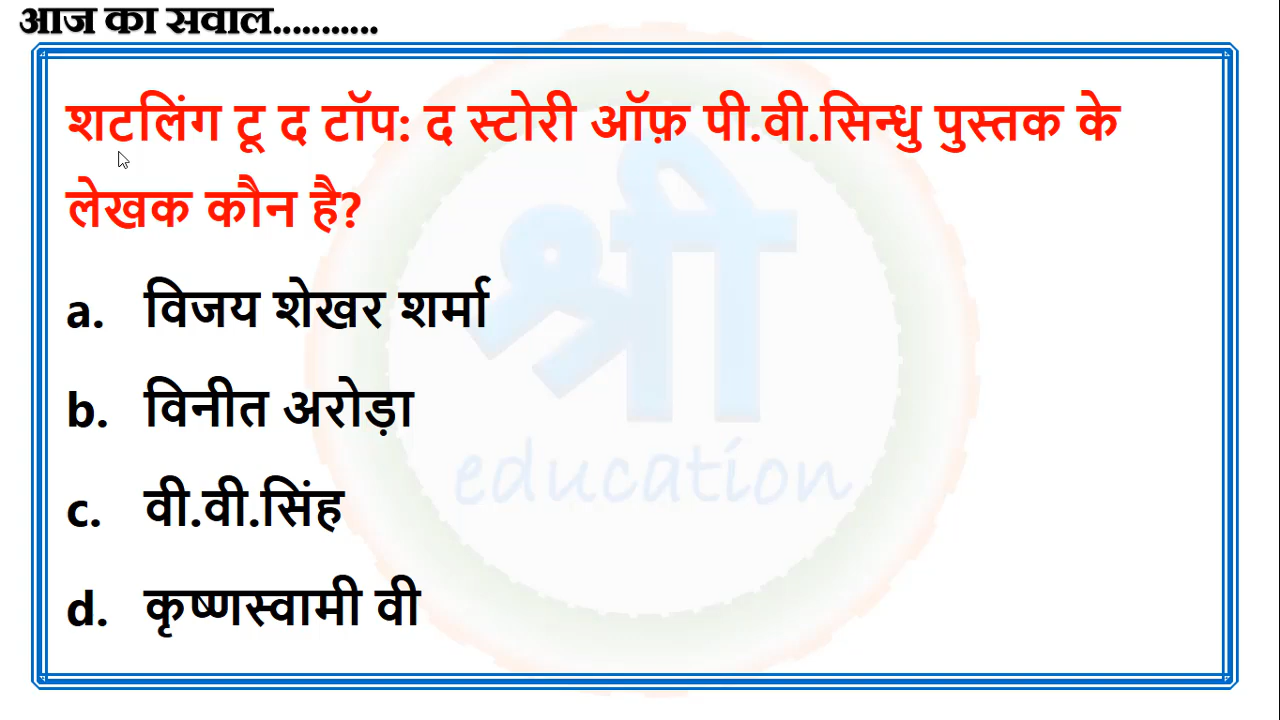 आज का सवाल...........
शटलिंग टू द टॉप: द स्टोरी ऑफ़ पी.वी.सिन्धु पुस्तक के
लेखक कौन है?
a. विजय शेखर शर्मा
b. विनीत अरोड़ा
c. वी.वी.सिंह
d. कृष्णस्वामी वी
श्री
education